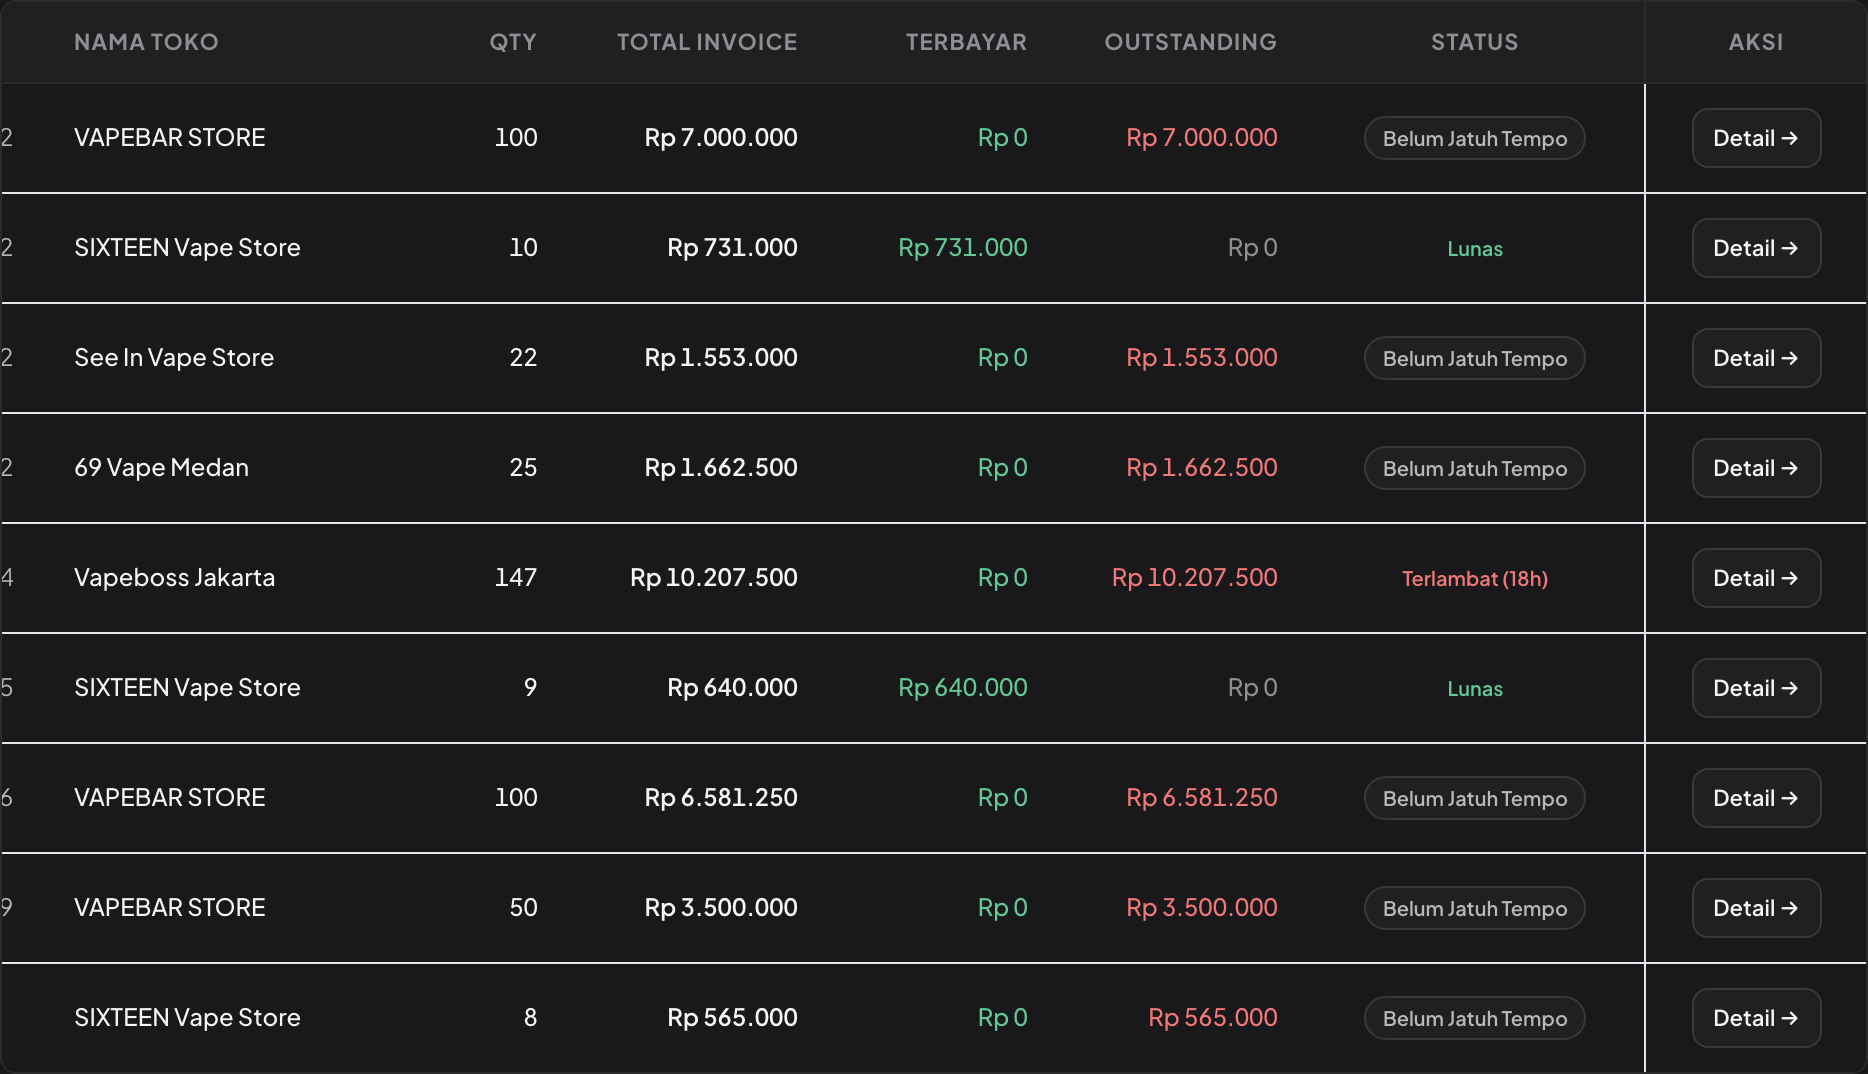 NAMA TOKO QTY TOTAL INVOICE TERBAYAR OUTSTANDING STATUS AKSI
2 VAPEBAR STORE 100 Rp 7.000.000 Rp 0 Rp 7.000.000 Belum Jatuh Tempo Detail →
2 SIXTEEN Vape Store 10 Rp 731.000 Rp 731.000 Rp 0 Lunas Detail →
2 See In Vape Store 22 Rp 1.553.000 Rp 0 Rp 1.553.000 Belum Jatuh Tempo Detail →
2 69 Vape Medan 25 Rp 1.662.500 Rp 0 Rp 1.662.500 Belum Jatuh Tempo Detail →
4 Vapeboss Jakarta 147 Rp 10.207.500 Rp 0 Rp 10.207.500 Terlambat (18h) Detail →
5 SIXTEEN Vape Store 9 Rp 640.000 Rp 640.000 Rp 0 Lunas Detail →
6 VAPEBAR STORE 100 Rp 6.581.250 Rp 0 Rp 6.581.250 Belum Jatuh Tempo Detail →
9 VAPEBAR STORE 50 Rp 3.500.000 Rp 0 Rp 3.500.000 Belum Jatuh Tempo Detail →
SIXTEEN Vape Store 8 Rp 565.000 Rp 0 Rp 565.000 Belum Jatuh Tempo Detail →